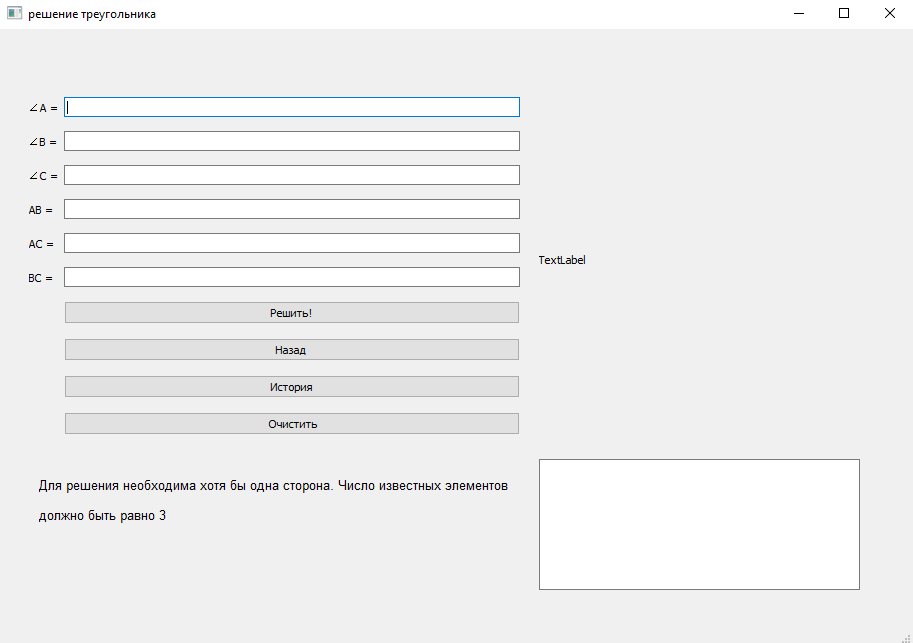 решение треугольника
∠A =
∠B =
∠C =
AB =
AC =
TextLabel
BC =
Решить!
Назад
История
Очистить
Для решения необходима хотя бы одна сторона. Число известных элементов
должно быть равно 3